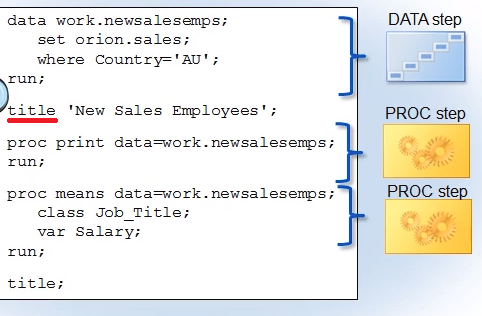 data work.newsalesemps;
set orion.sales;
where Country='AU';
run;
title 'New Sales Employees';
proc print data=work.newsalesemps;
run;
proc means data=work.newsalesemps;
class Job_Title;
var Salary;
run;
title;
DATA step
PROC step
PROC step